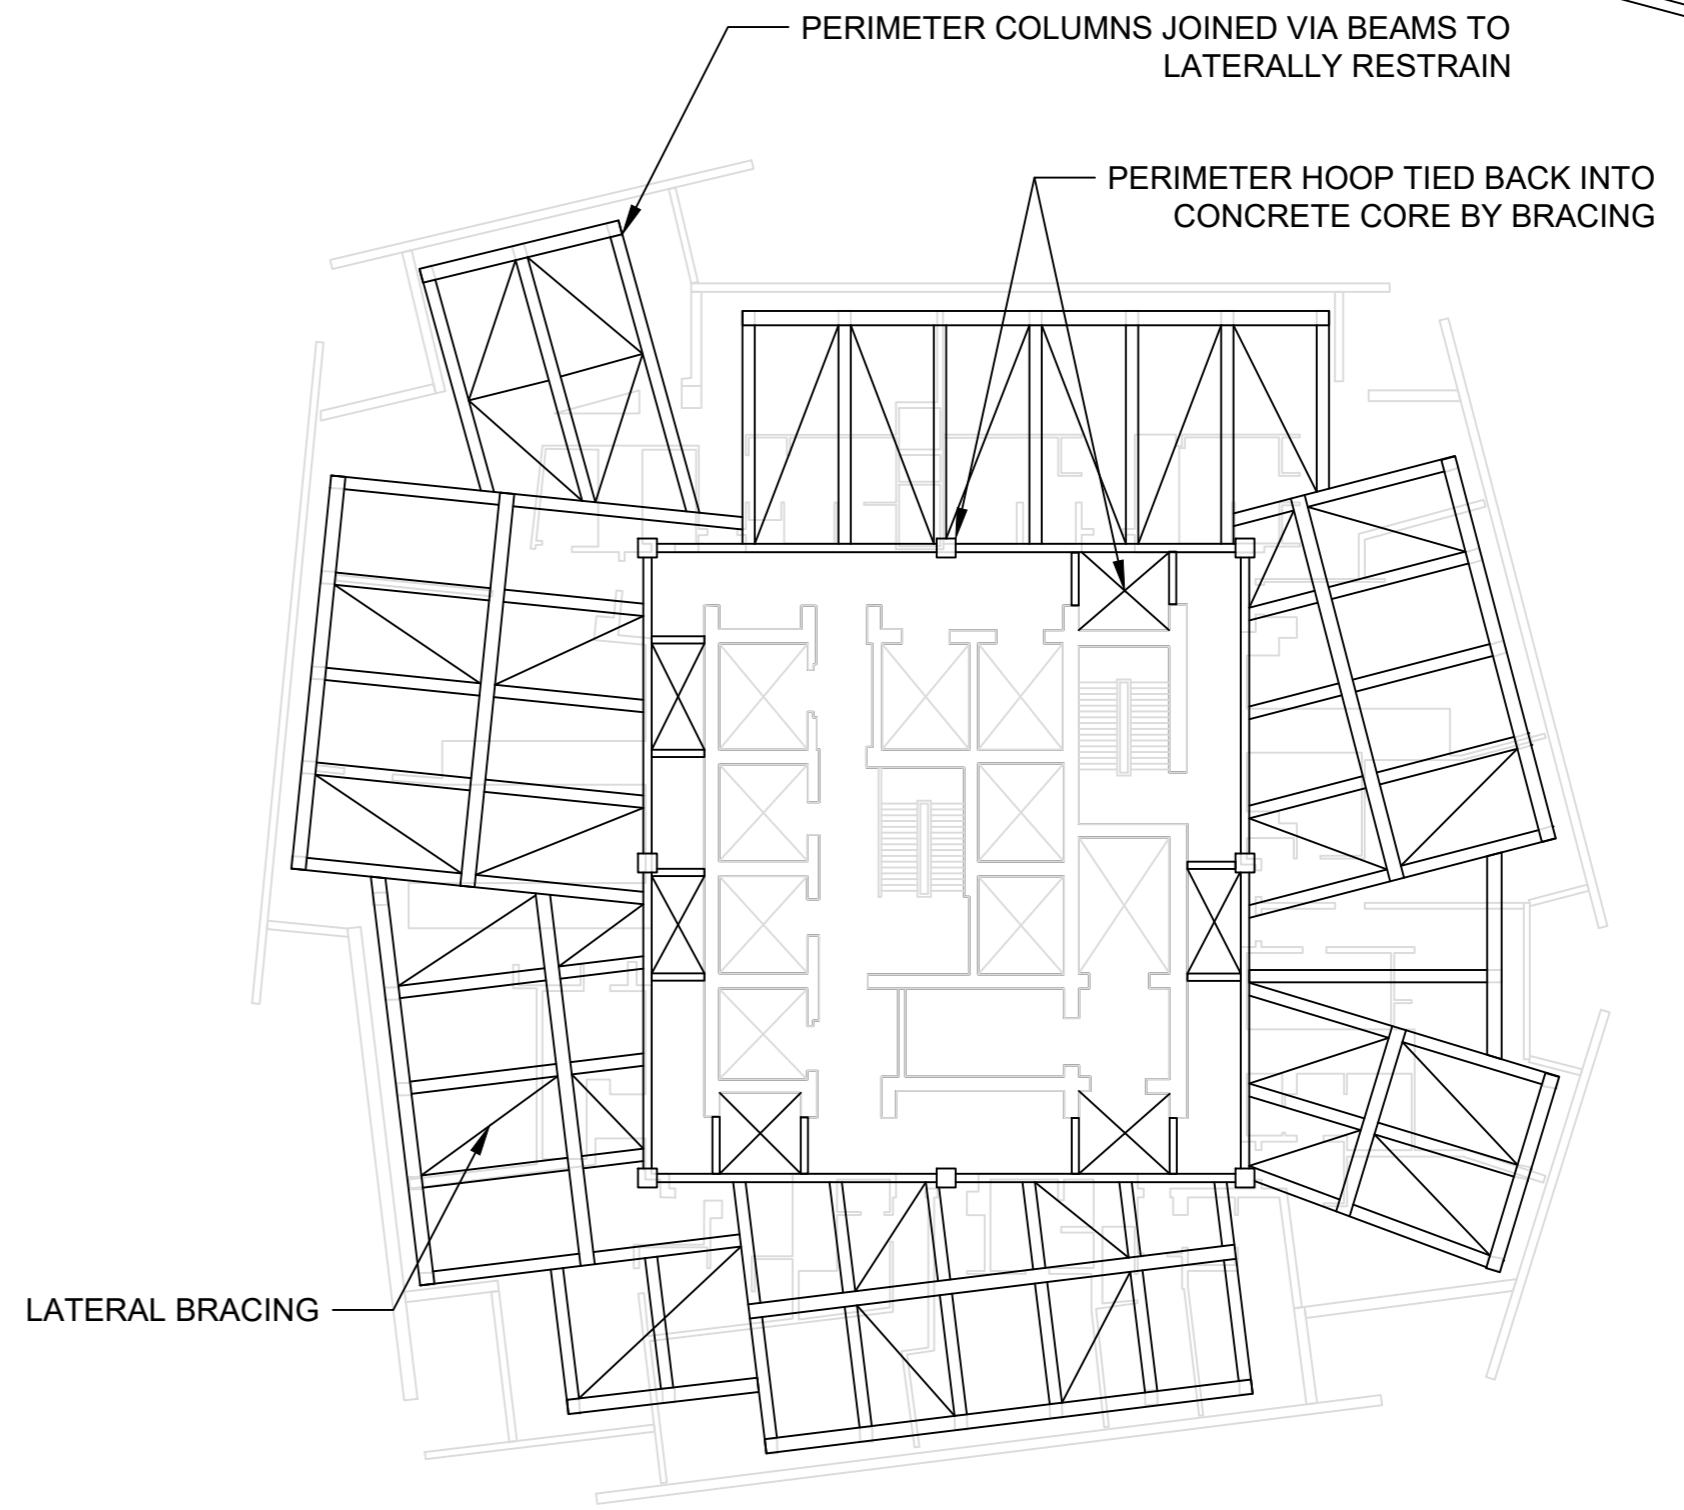 PERIMETER COLUMNS JOINED VIA BEAMS TO
LATERALLY RESTRAIN
PERIMETER HOOP TIED BACK INTO
CONCRETE CORE BY BRACING
LATERAL BRACING